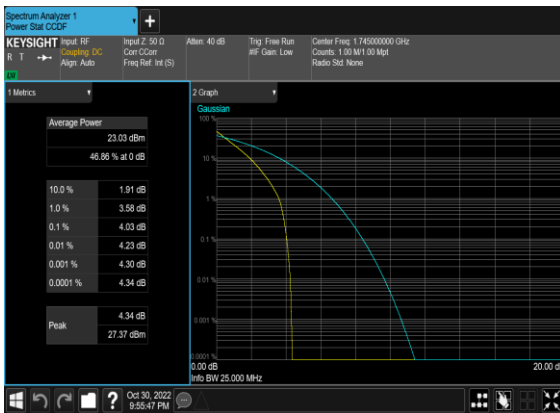 Spectrum Analyzer 1
Power Stat CCDF
KEYSIGHT
R T
LV
Input: RF
Coupling: DC
Align: Auto
Input Z: 50 Ω
Corr CCorr
Freq Ref: Int (S)
Atten: 40 dB
Trig: Free Run
#IF Gain: Low
Center Freq: 1.745000000 GHz
Counts: 1.00 M/1.00 Mpt
Radio Std: None
1 Metrics
Average Power
23.03 dBm
46.86 % at 0 dB
10.0 % 1.91 dB
1.0 % 3.58 dB
0.1 % 4.03 dB
0.01 % 4.23 dB
0.001 % 4.30 dB
0.0001 % 4.34 dB
Peak
4.34 dB
27.37 dBm
2 Graph
Gaussian
100 %
10 %
1 %
0.1 %
0.01 %
0.001 %
0.0001 %
0.00 dB
20.00 d
Info BW 25.000 MHz
?
Oct 30, 2022
9:55:47 PM